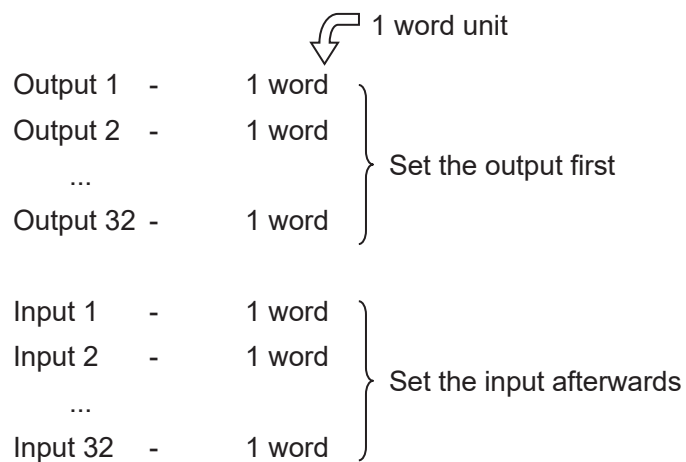 1 word unit
Output 1 - 1 word
Output 2 - 1 word
Set the output first
...
Output 32 - 1 word
Input 1 - 1 word
Input 2 - 1 word
Set the input afterwards
...
Input 32 - 1 word